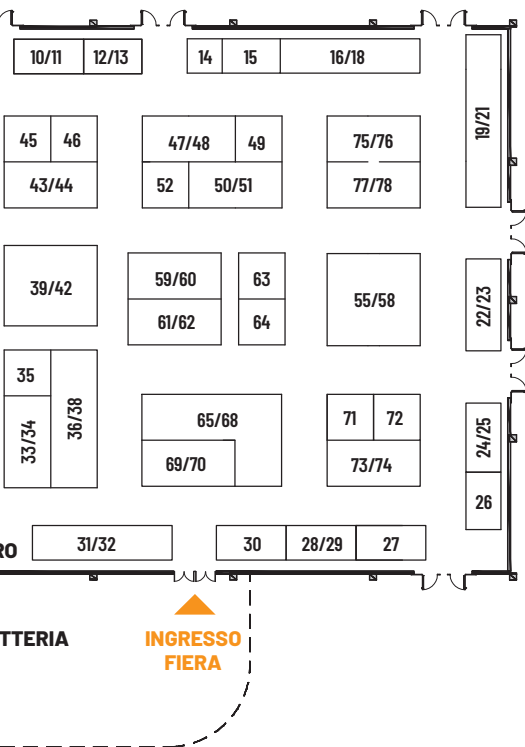 10/11 12/13 14 15 16/18
19/21
45 46 47/48 49 75/76
43/44 52 50/51 77/78
59/60 63
39/42 55/58 22/23
61/62 64
35
36/38
33/34
65/68 71 72
69/70 73/74
24/25
26
RO 31/32 30 28/29 27
TTERIA INGRESSO
FIERA